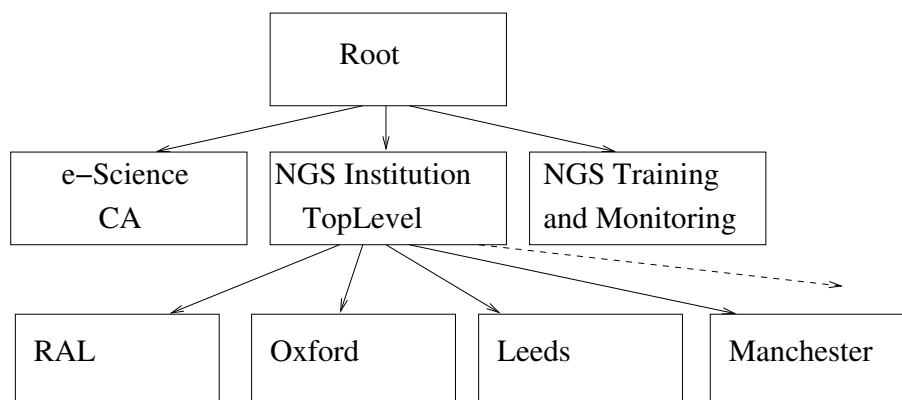 Root
e−Science
CA
NGS Institution
TopLevel
NGS Training
and Monitoring
RAL
Oxford
Leeds
Manchester